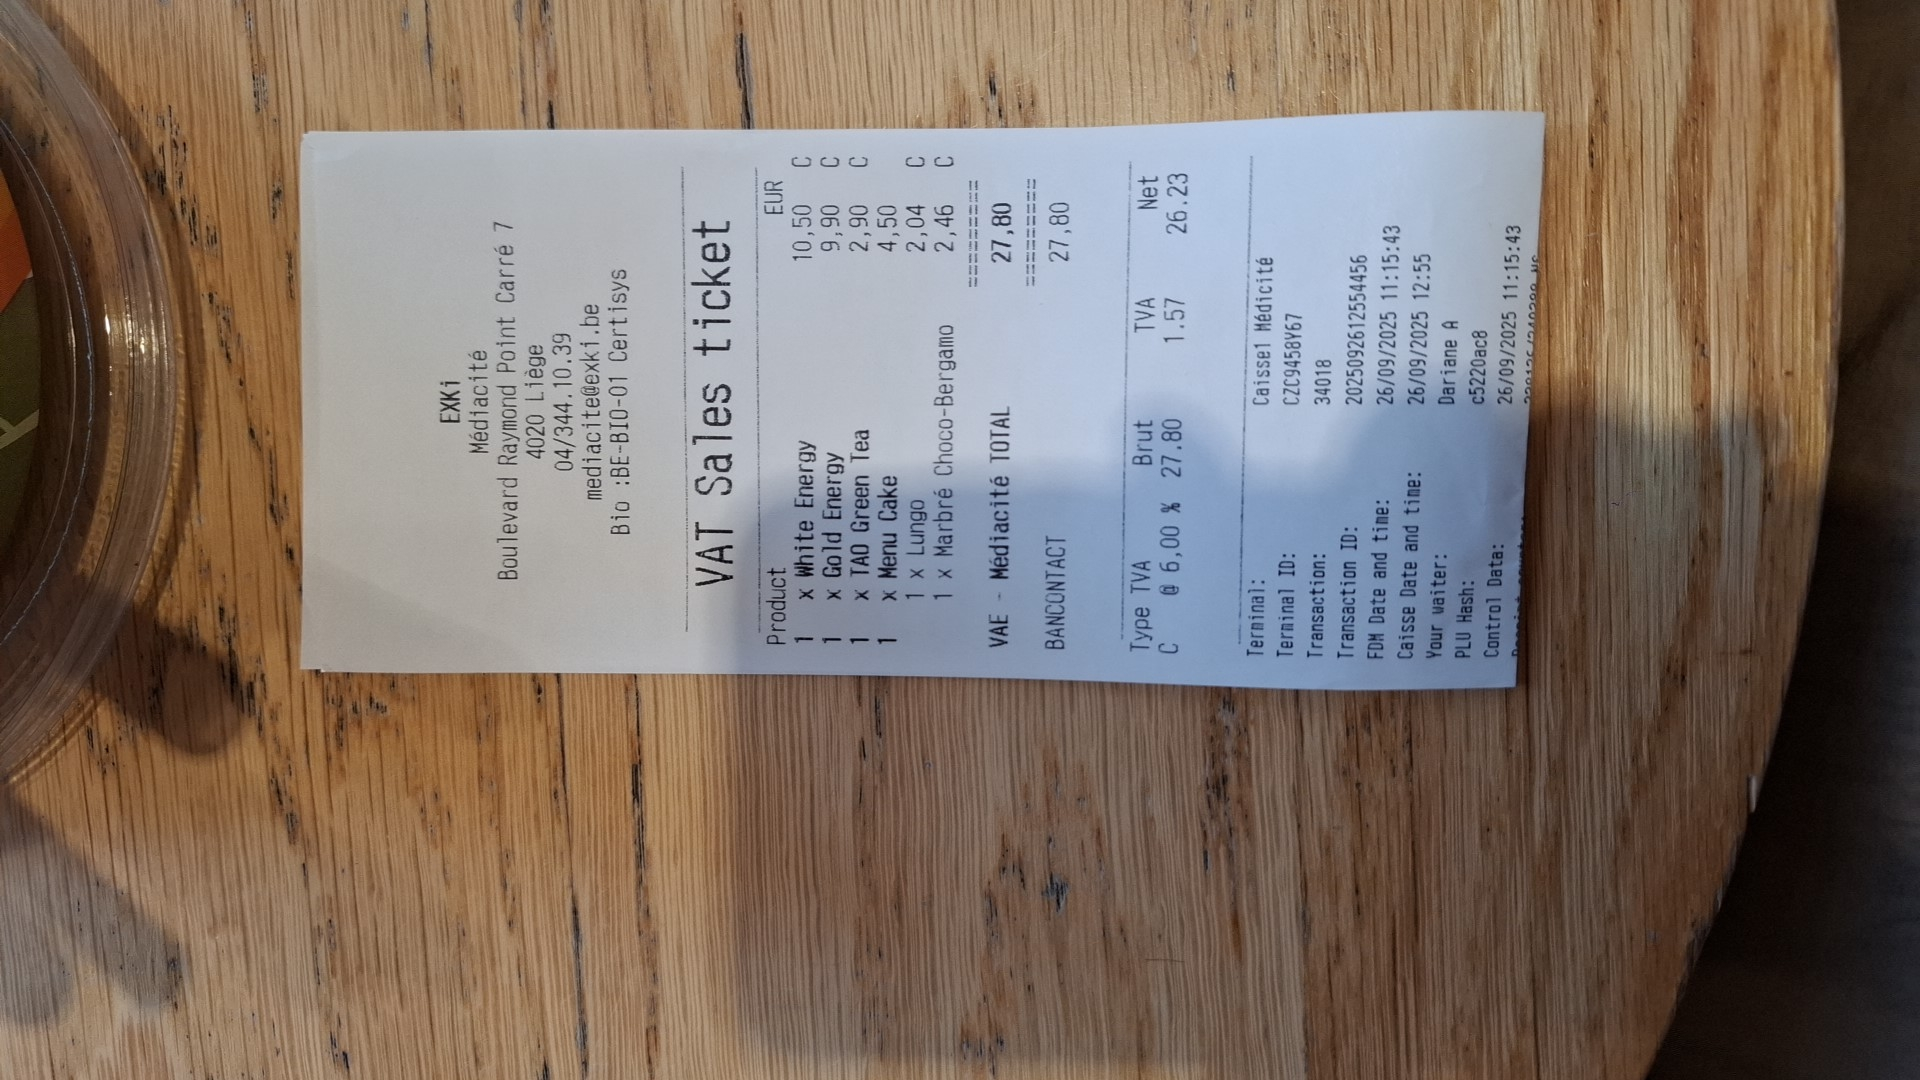 EXKi
Médiacité
Boulevard Raymond Point Carré 7
4020 Liège
04/344.10.39
mediacite@exki.be
Bio :BE-BIO-01 Certisys
VAT Sales ticket
Product EUR
1 x White Energy 10,50 C
1 x Gold Energy 9,90 C
1 x TAO Green Tea 2,90 C
1 x Menu Cake 4,50
1 x Lungo 2,04 C
1 x Marbré Choco-Bergamo 2,46 C
========
VAE - Médiacité TOTAL 27,80
========
BANCONTACT 27,80
Type TVA Brut TVA Net
C @ 6,00 % 27.80 1.57 26.23
Terminal: Caisse1 Médicité
Terminal ID: CZC9458Y67
Transaction: 34018
Transaction ID: 20250926125544​56
FDM Date and time: 26/09/2025 11:15:43
Caisse Date and time: 26/09/2025 12:55
Your waiter: Dariane A
PLU Hash: c5220ac8
Control Data: 26/09/2025 11:15:43